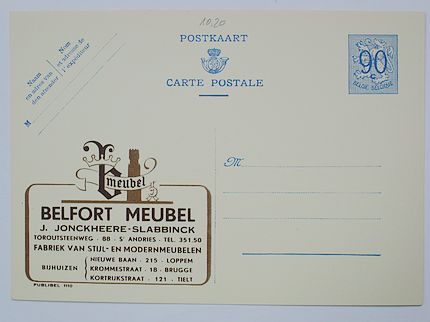 10.20
POSTKAART
CARTE POSTALE
90
C
BELGIE-BELGIQUE
Naam
en adres van
den afzender
Nom
et adresse de
l'expéditeur
M
M
B
meubel
BELFORT MEUBEL
J. JONCKHEERE-SLABBINCK
TOROUTSTEENWEG - 88 - St ANDRIES - TEL. 351.50
FABRIEK VAN STIJL- EN MODERNMEUBELEN
BIJHUIZEN
NIEUWE BAAN - 215 - LOPPEM
KROMMESTRAAT - 18 - BRUGGE
KORTRIJKSTRAAT - 121 - TIELT
PUBLIBEL 1110